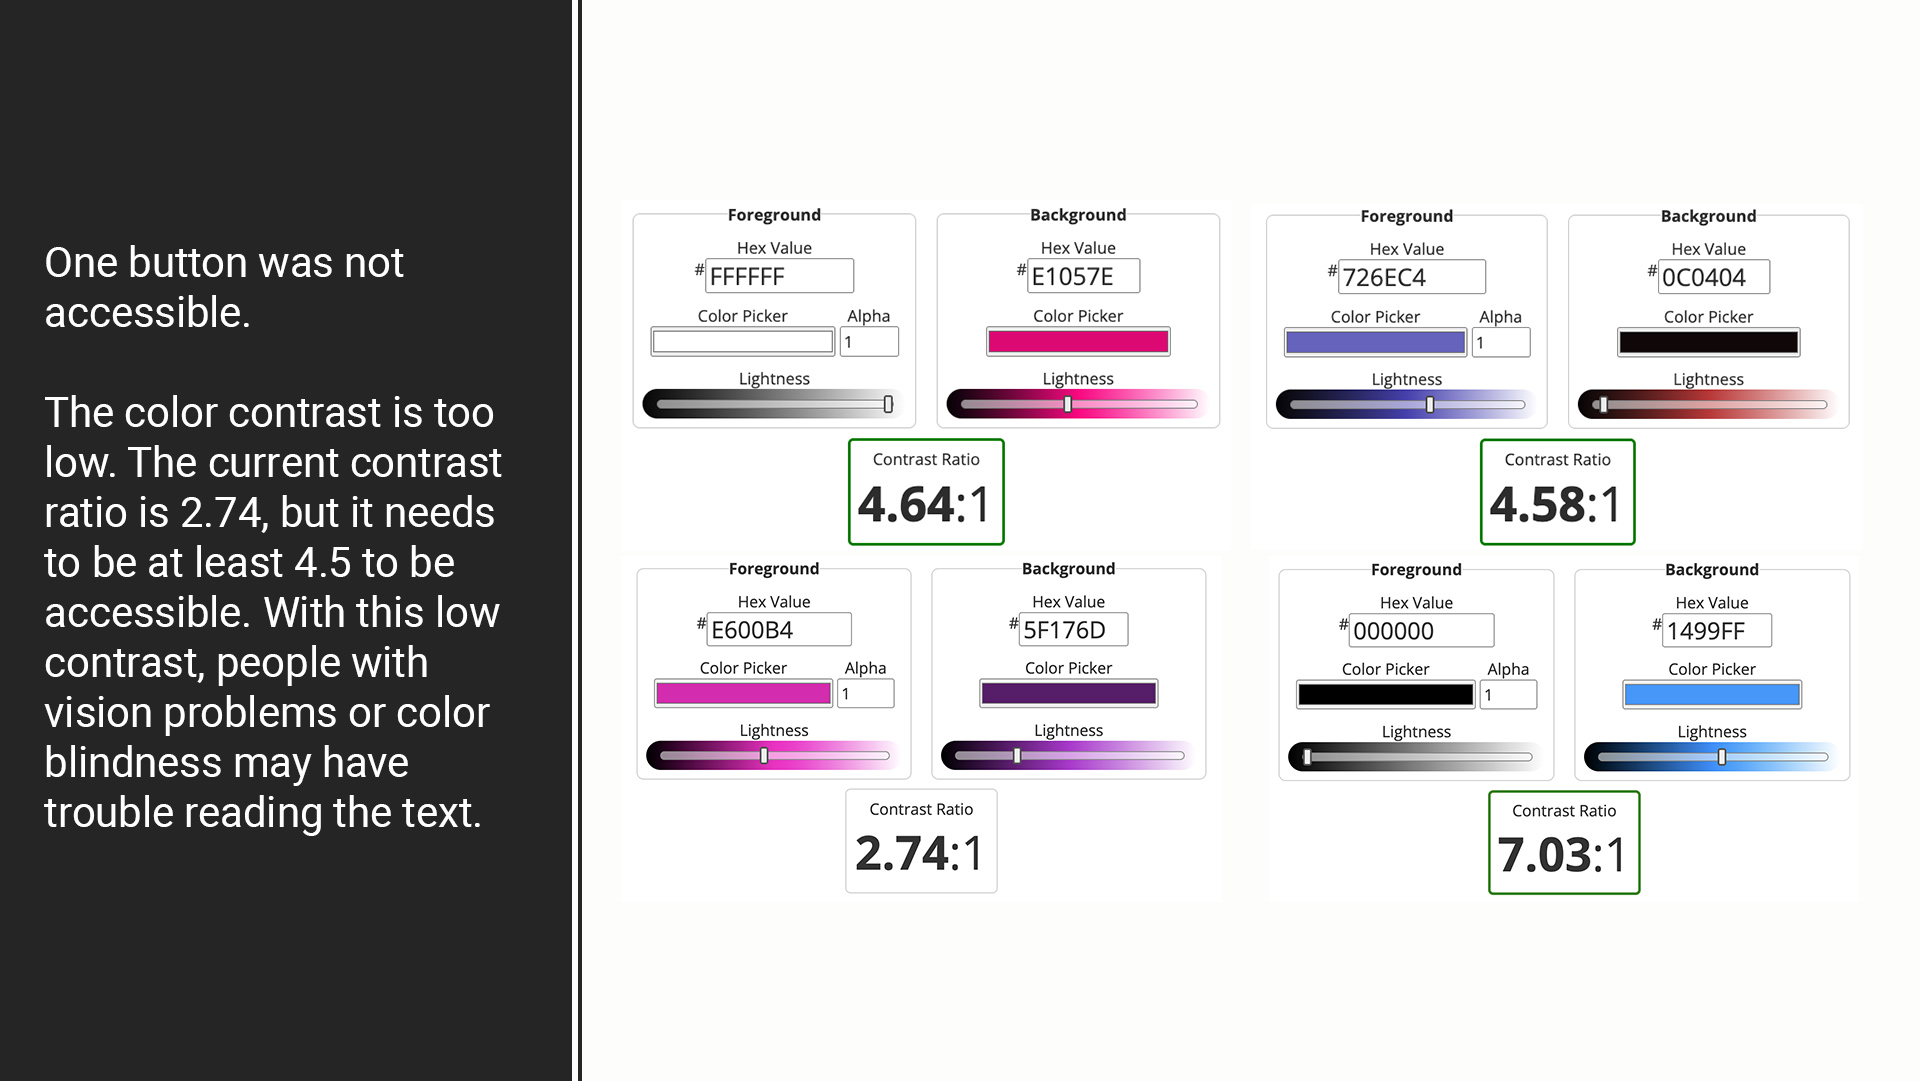 One button was not
accessible.
The color contrast is too
low. The current contrast
ratio is 2.74, but it needs
to be at least 4.5 to be
accessible. With this low
contrast, people with
vision problems or color
blindness may have
trouble reading the text.
Foreground
Hex Value
# FFFFFF
Color Picker Alpha
1
Lightness
Background
Hex Value
# E1057E
Color Picker
Lightness
Contrast Ratio
4.64:1
Foreground
Hex Value
# 726EC4
Color Picker Alpha
1
Lightness
Background
Hex Value
# 0C0404
Color Picker
Lightness
Contrast Ratio
4.58:1
Foreground
Hex Value
# E600B4
Color Picker Alpha
1
Lightness
Background
Hex Value
# 5F176D
Color Picker
Lightness
Contrast Ratio
2.74:1
Foreground
Hex Value
# 000000
Color Picker Alpha
1
Lightness
Background
Hex Value
# 1499FF
Color Picker
Lightness
Contrast Ratio
7.03:1